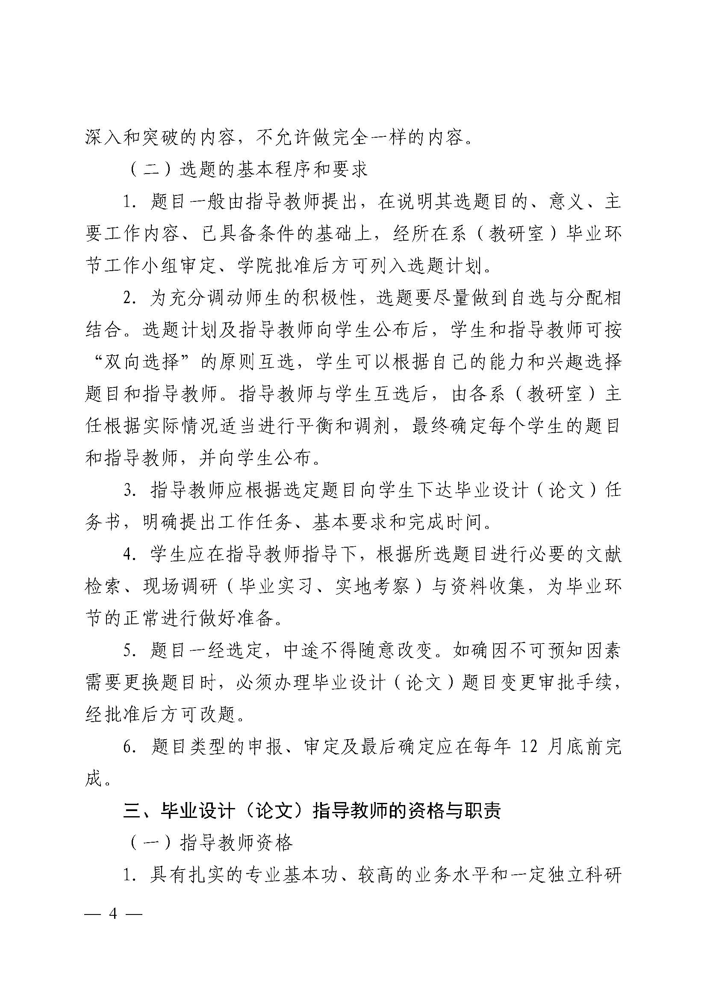 深入和突破的内容，不允许做完全一样的内容。
（二）选题的基本程序和要求
1. 题目一般由指导教师提出，在说明其选题目的、意义、主
要工作内容、已具备条件的基础上，经所在系（教研室）毕业环
节工作小组审定、学院批准后方可列入选题计划。
2. 为充分调动师生的积极性，选题要尽量做到自选与分配相
结合。选题计划及指导教师向学生公布后，学生和指导教师可按
“双向选择”的原则互选，学生可以根据自己的能力和兴趣选择
题目和指导教师。指导教师与学生互选后，由各系（教研室）主
任根据实际情况适当进行平衡和调剂，最终确定每个学生的题目
和指导教师，并向学生公布。
3. 指导教师应根据选定题目向学生下达毕业设计（论文）任
务书，明确提出工作任务、基本要求和完成时间。
4. 学生应在指导教师指导下，根据所选题目进行必要的文献
检索、现场调研（毕业实习、实地考察）与资料收集，为毕业环
节的正常进行做好准备。
5. 题目一经选定，中途不得随意改变。如确因不可预知因素
需要更换题目时，必须办理毕业设计（论文）题目变更审批手续，
经批准后方可改题。
6. 题目类型的申报、审定及最后确定应在每年 12 月底前完
成。
三、毕业设计（论文）指导教师的资格与职责
（一）指导教师资格
1. 具有扎实的专业基本功、较高的业务水平和一定独立科研
— 4 —